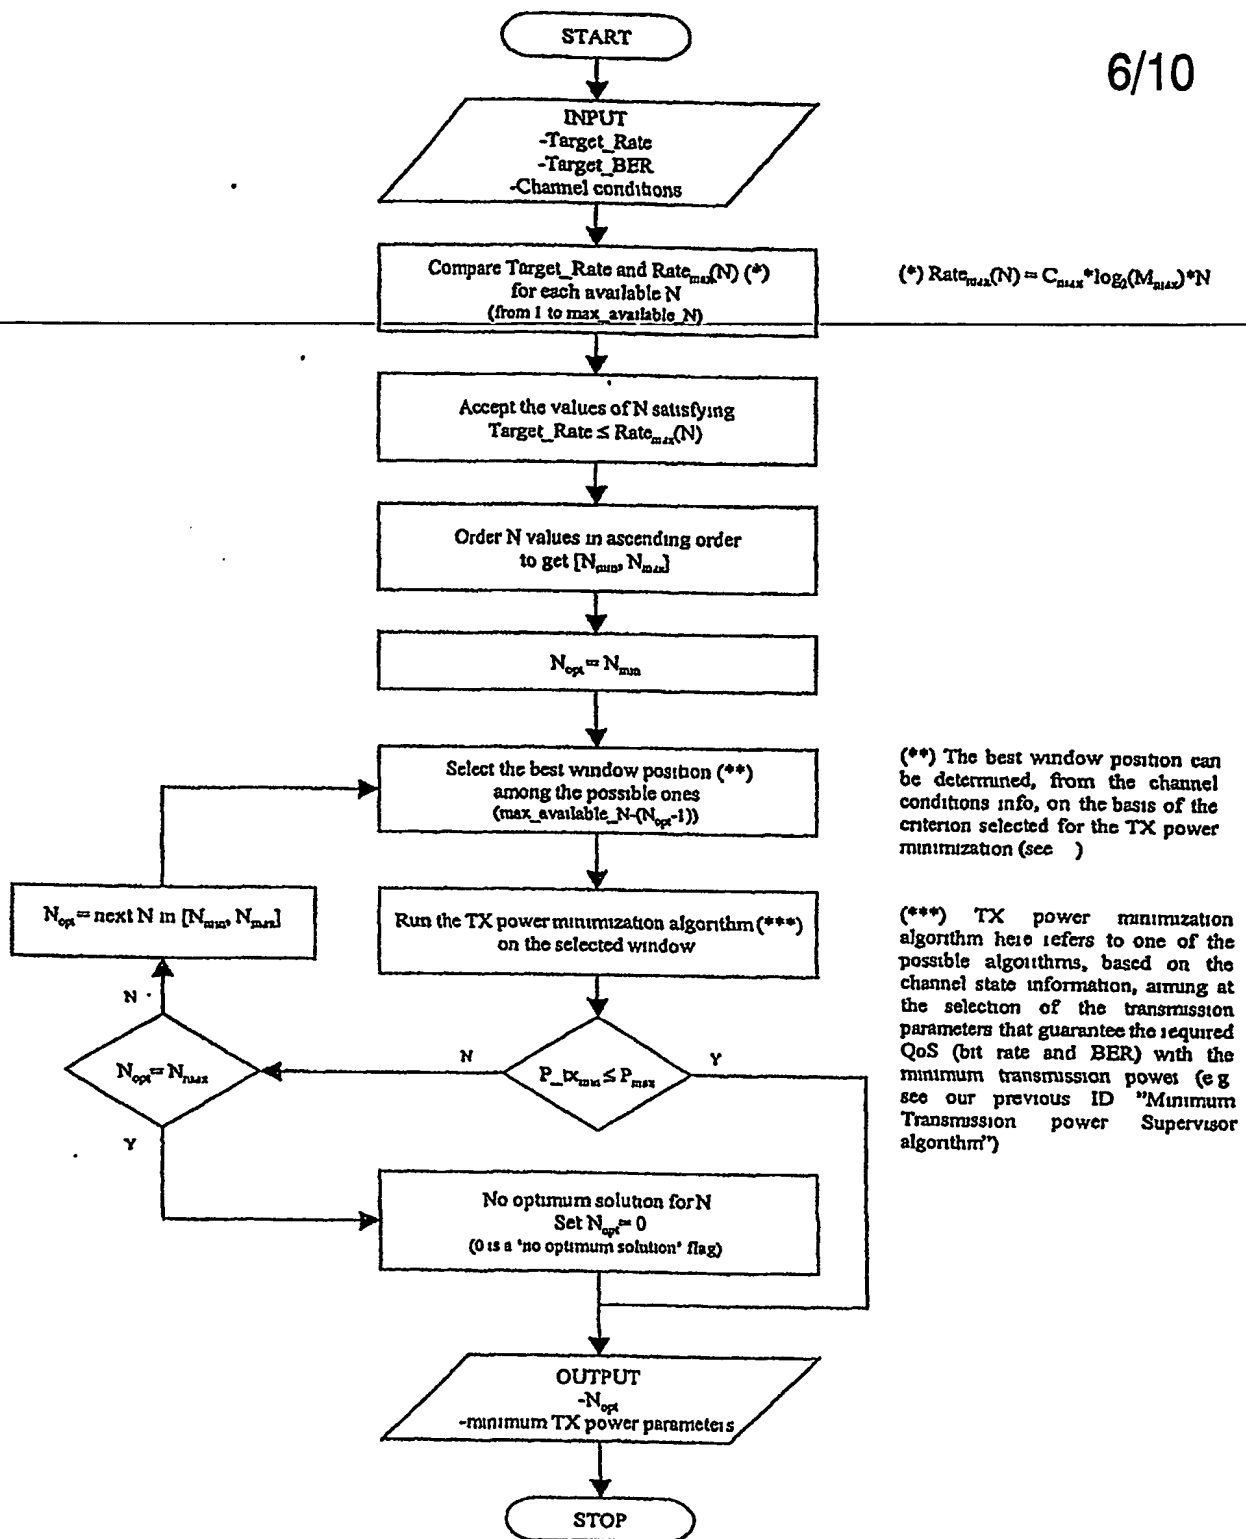 START
6/10
INPUT
-Target_Rate
-Target_BER
-Channel conditions
Compare Target_Rate and Rate_max(N) (*)
for each available N
(from 1 to max_available_N)
(*) Rate_max(N) = C_max*log_2(M_max)*N
Accept the values of N satisfying
Target_Rate ≤ Rate_max(N)
Order N values in ascending order
to get [N_min, N_max]
N_opt = N_min
Select the best window position (**)
among the possible ones
(max_available_N-(N_opt-1))
(**) The best window position can
be determined, from the channel
conditions info, on the basis of the
criterion selected for the TX power
minimization (see )
N_opt = next N in [N_min, N_max]
Run the TX power minimization algorithm (***)
on the selected window
(***) TX power minimization
algorithm here refers to one of the
possible algorithms, based on the
channel state information, aiming at
the selection of the transmission
parameters that guarantee the required
QoS (bit rate and BER) with the
minimum transmission power (e g
see our previous ID "Minimum
Transmission power Supervisor
algorithm")
N
N_opt = N_max
N
P_tx_min ≤ P_max
Y
Y
No optimum solution for N
Set N_opt = 0
(0 is a 'no optimum solution' flag)
OUTPUT
-N_opt
-minimum TX power parameters
STOP